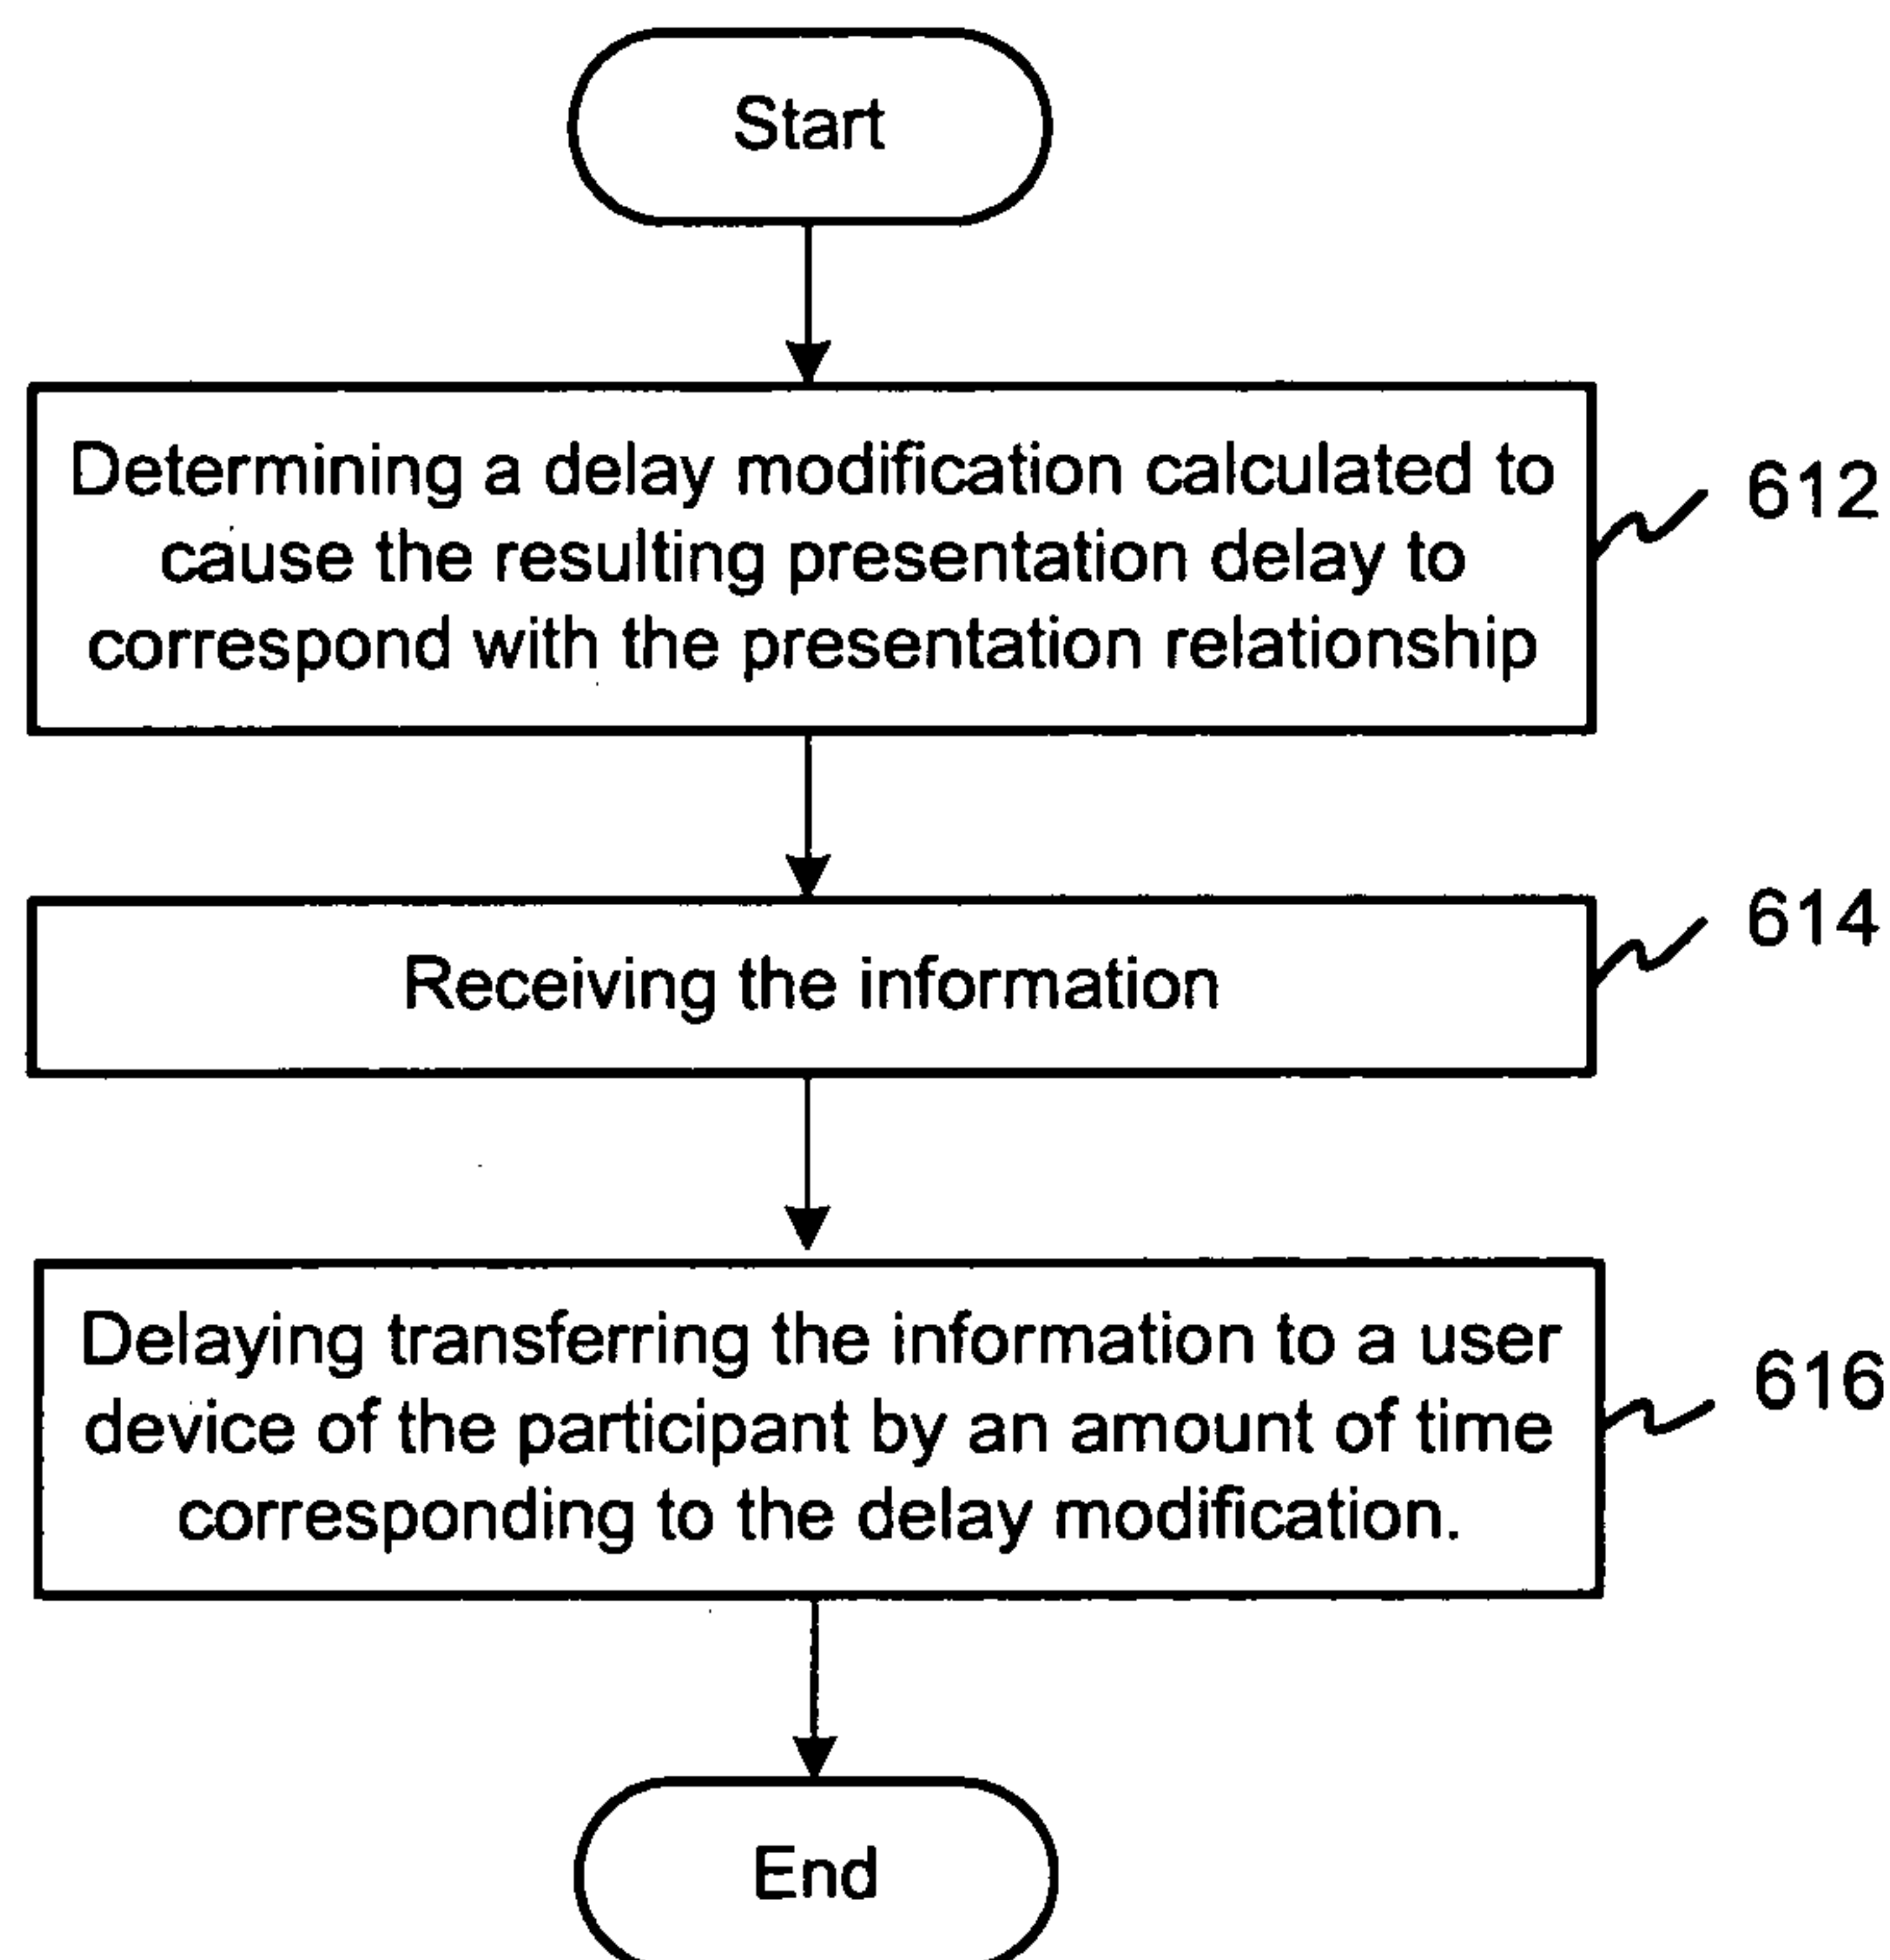 Start
Determining a delay modification calculated to
cause the resulting presentation delay to
correspond with the presentation relationship
612
Receiving the information
614
Delaying transferring the information to a user
device of the participant by an amount of time
corresponding to the delay modification.
616
End